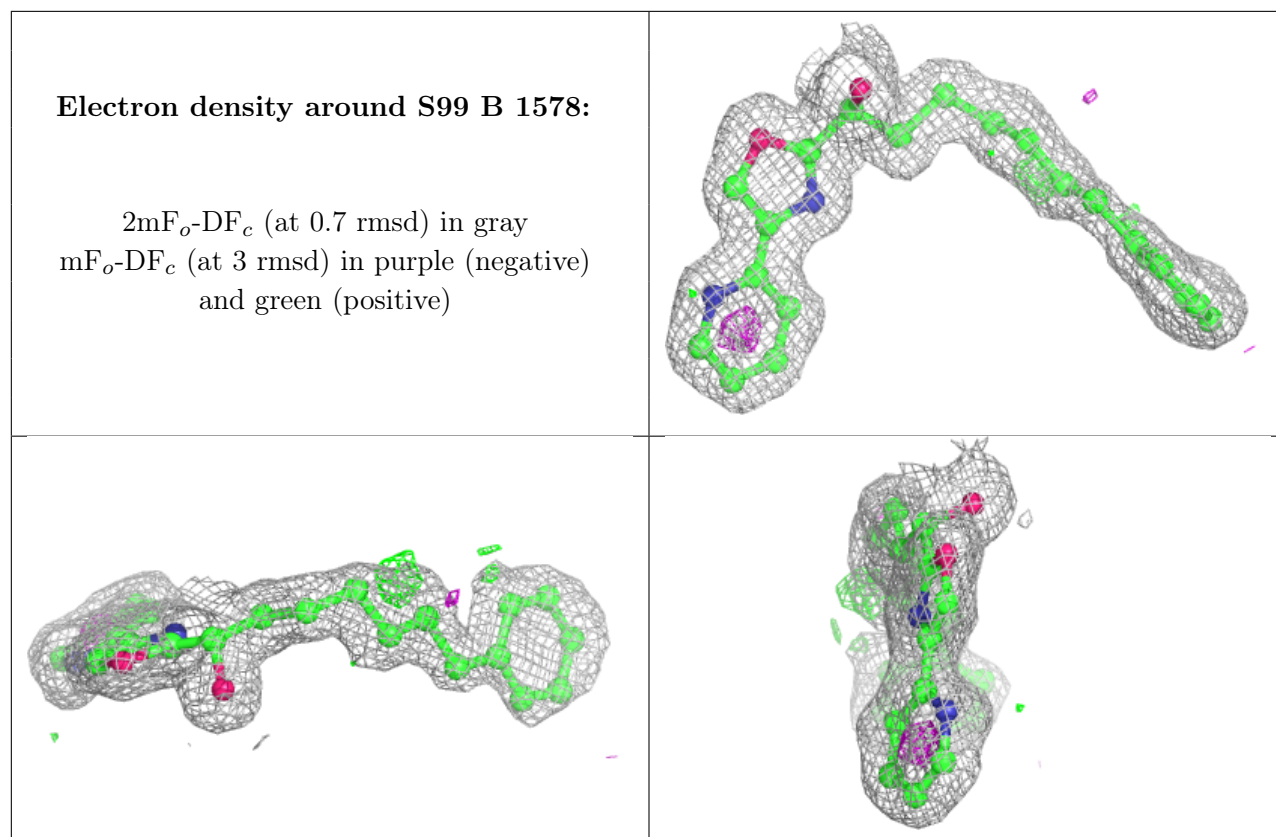 Electron density around S99 B 1578:
2mFo-DFc (at 0.7 rmsd) in gray
mFo-DFc (at 3 rmsd) in purple (negative)
and green (positive)